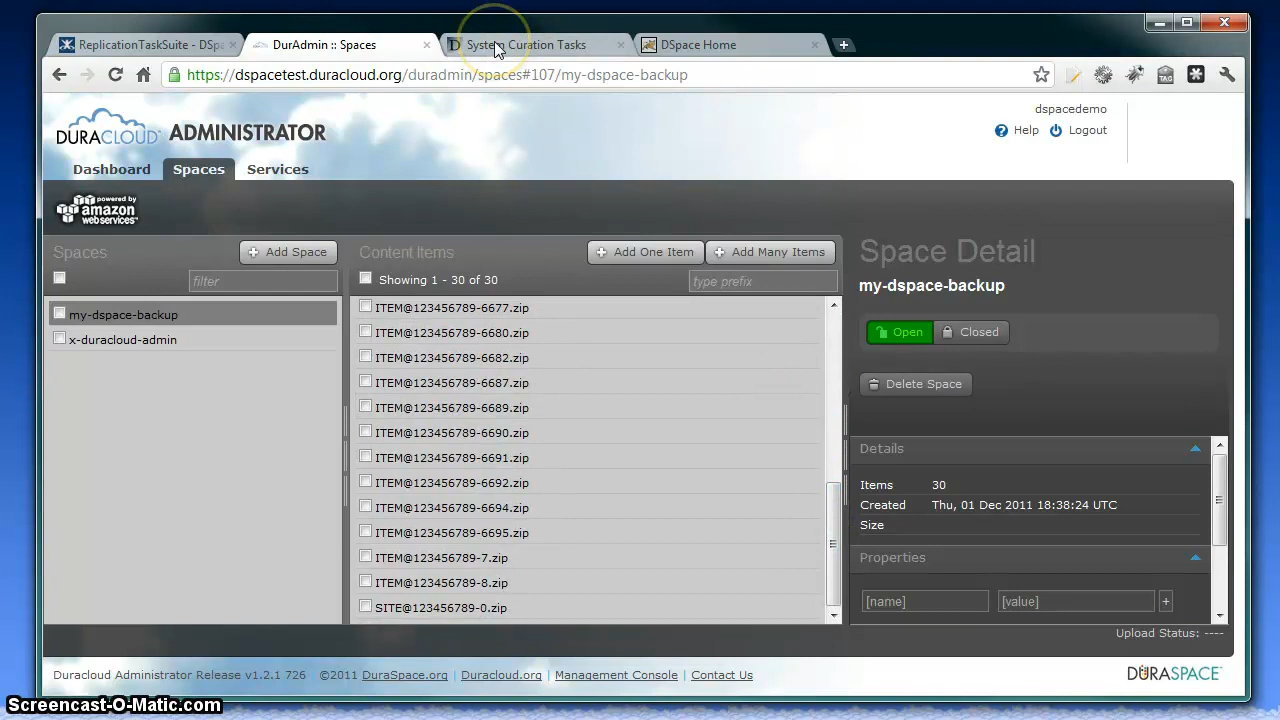 ReplicationTaskSuite - DSpa
DurAdmin :: Spaces
System Curation Tasks
DSpace Home
https://dspacetest.duracloud.org/duradmin/spaces#107/my-dspace-backup
dspacedemo
DURACLOUD ADMINISTRATOR
Help
Logout
Dashboard
Spaces
Services
powered by
amazon
webservices
Spaces
Add Space
filter
my-dspace-backup
x-duracloud-admin
Content Items
Add One Item
Add Many Items
Showing 1 - 30 of 30
type prefix
ITEM@123456789-6677.zip
ITEM@123456789-6680.zip
ITEM@123456789-6682.zip
ITEM@123456789-6687.zip
ITEM@123456789-6689.zip
ITEM@123456789-6690.zip
ITEM@123456789-6691.zip
ITEM@123456789-6692.zip
ITEM@123456789-6694.zip
ITEM@123456789-6695.zip
ITEM@123456789-7.zip
ITEM@123456789-8.zip
SITE@123456789-0.zip
Space Detail
my-dspace-backup
Open
Closed
Delete Space
Details
Items 30
Created Thu, 01 Dec 2011 18:38:24 UTC
Size
Properties
[name]
[value]
+
Upload Status: ----
Duracloud Administrator Release v1.2.1 726 ©2011 DuraSpace.org | Duracloud.org | Management Console | Contact Us
DURASPACE
Screencast-O-Matic.com